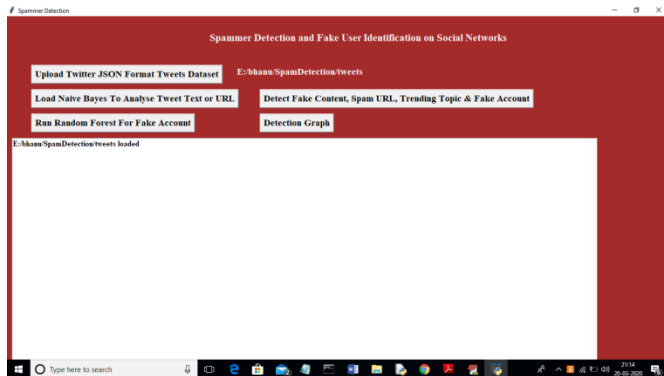 Spammer Detection
Spammer Detection and Fake User Identification on Social Networks
Upload Twitter JSON Format Tweets Dataset
E:/bhanu/SpamDetection/tweets
Load Naive Bayes To Analyse Tweet Text or URL
Detect Fake Content, Spam URL, Trending Topic & Fake Account
Run Random Forest For Fake Account
Detection Graph
E:/bhanu/SpamDetection/tweets loaded
Type here to search
21:14
20-03-2020